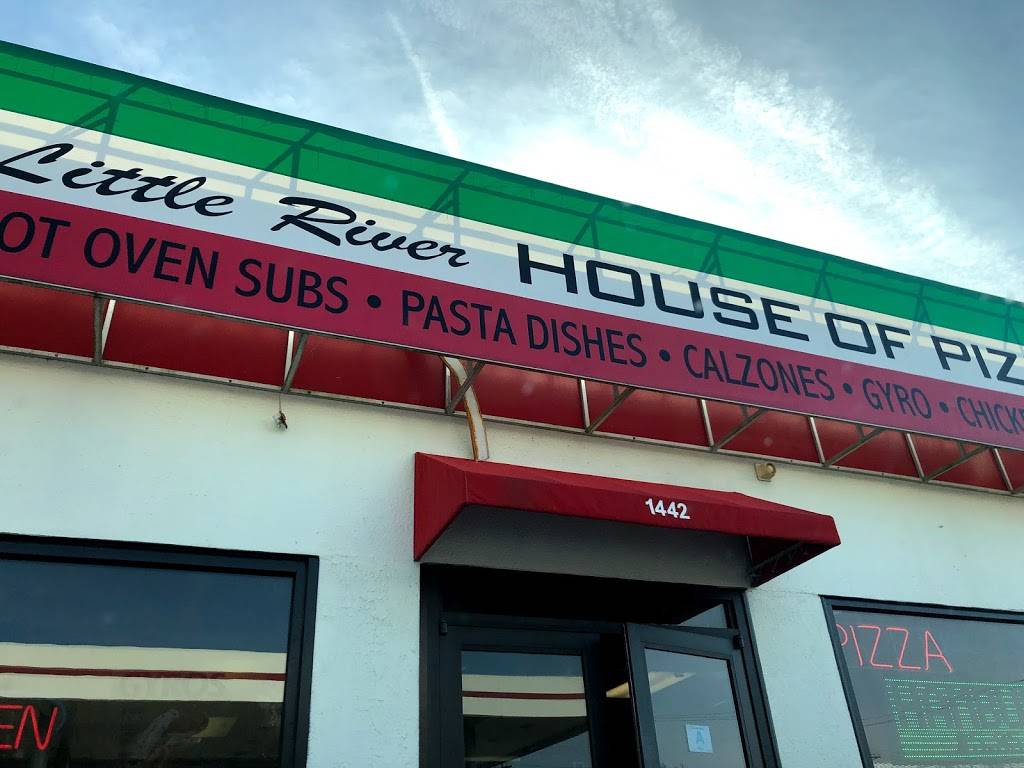 Little River HOUSE OF PIZ
OT OVEN SUBS • PASTA DISHES • CALZONES • GYRO • CHICK
1442
PIZZA
EN
A